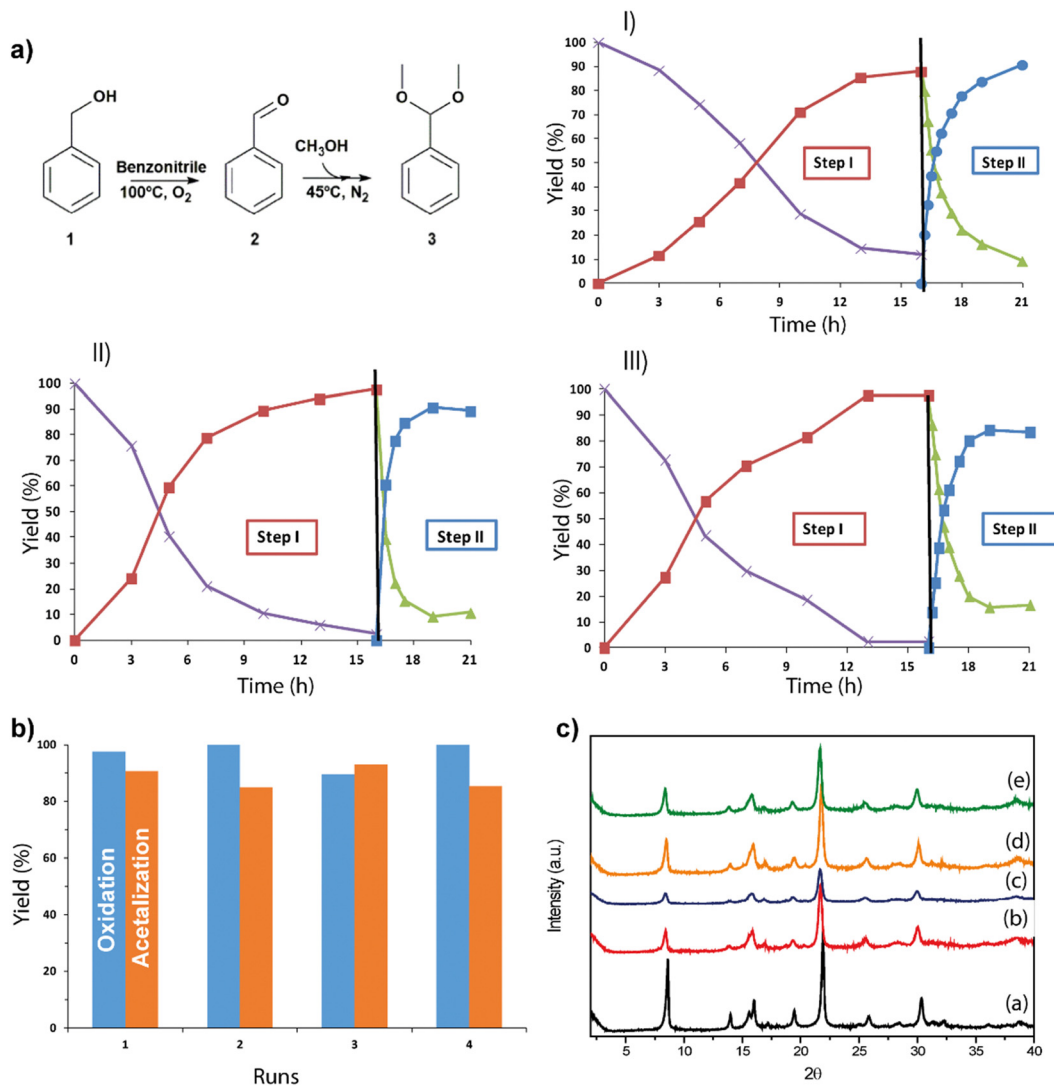 a)
OH
Benzonitrile
100ºC, O2
O
CH3OH
45ºC, N2
O O
1 2 3
I)
100
90
80
70
60
50
40
30
20
10
0
Yield (%)
Step I
Step II
0 3 6 9 12 15 18 21
Time (h)
II)
100
90
80
70
60
50
40
30
20
10
0
Yield (%)
Step I
Step II
0 3 6 9 12 15 18 21
Time (h)
III)
100
90
80
70
60
50
40
30
20
10
0
Yield (%)
Step I
Step II
0 3 6 9 12 15 18 21
Time (h)
b)
100
80
60
40
20
0
Yield (%)
Oxidation
Acetalization
1 2 3 4
Runs
c)
Intensity (a.u.)
(e)
(d)
(c)
(b)
(a)
5 10 15 20 25 30 35 40
2θ